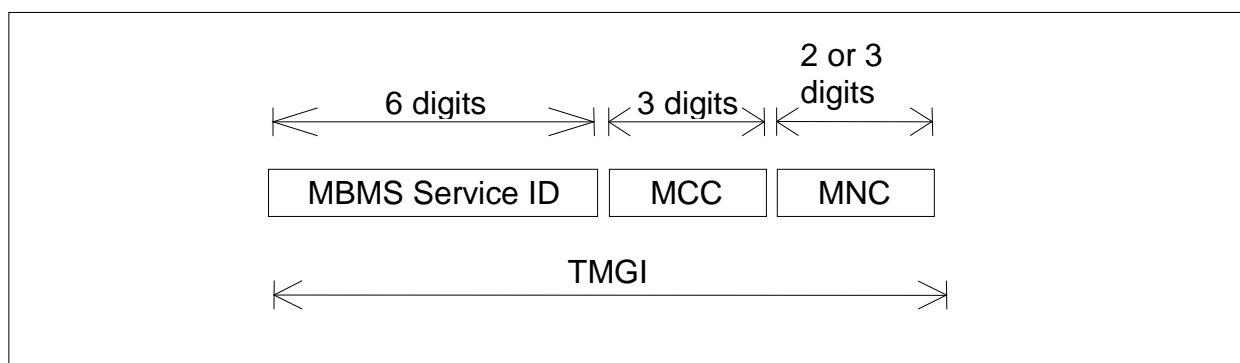 2 or 3
digits
6 digits
3 digits
MBMS Service ID
MCC
MNC
TMGI